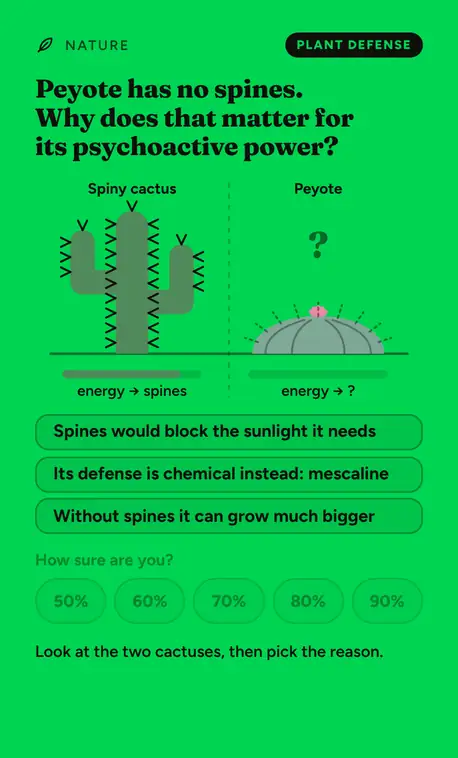 NATURE
PLANT DEFENSE
Peyote has no spines.
Why does that matter for
its psychoactive power?
Spiny cactus
Peyote
?
energy → spines
energy → ?
Spines would block the sunlight it needs
Its defense is chemical instead: mescaline
Without spines it can grow much bigger
How sure are you?
50%
60%
70%
80%
90%
Look at the two cactuses, then pick the reason.